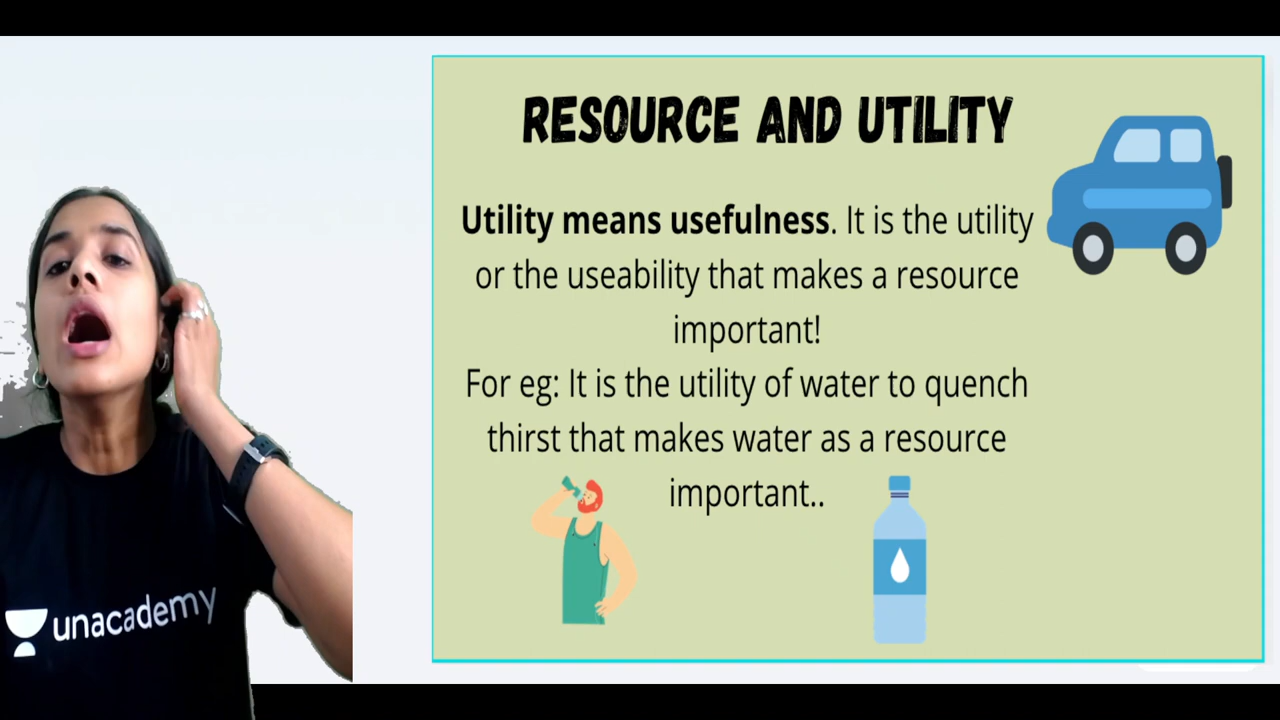 RESOURCE AND UTILITY
Utility means usefulness. It is the utility
or the useability that makes a resource
important!
For eg: It is the utility of water to quench
thirst that makes water as a resource
important..
unacademy